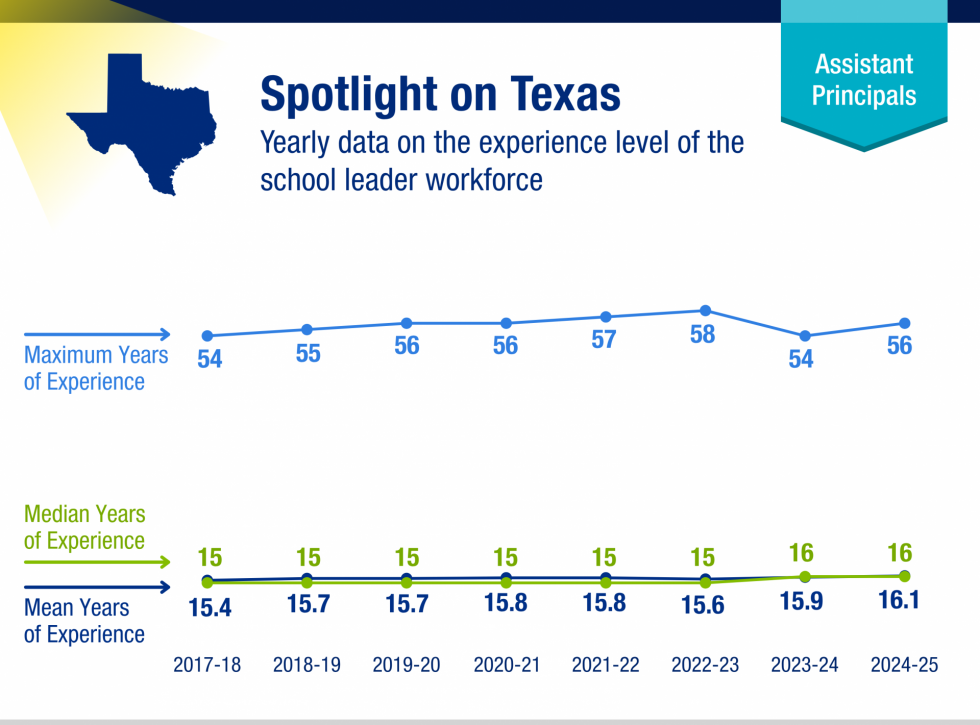 Assistant
Principals
Spotlight on Texas
Yearly data on the experience level of the
school leader workforce
Maximum Years
of Experience
54 55 56 56 57 58 54 56
Median Years
of Experience
15 15 15 15 15 15 16 16
Mean Years
of Experience
15.4 15.7 15.7 15.8 15.8 15.6 15.9 16.1
2017-18 2018-19 2019-20 2020-21 2021-22 2022-23 2023-24 2024-25